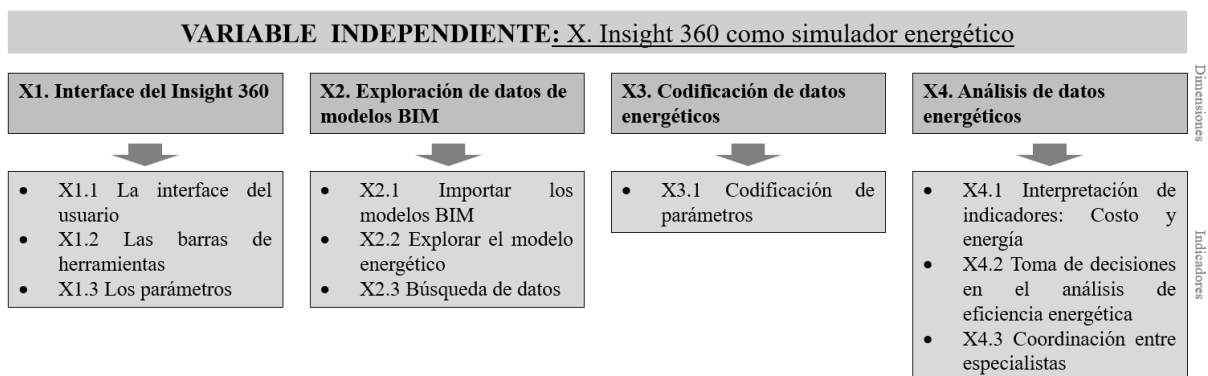 VARIABLE INDEPENDIENTE: X. Insight 360 como simulador energético
X1. Interface del Insight 360
X2. Exploración de datos de
modelos BIM
X3. Codificación de datos
energéticos
X4. Análisis de datos
energéticos
Dimensiones
• X1.1 La interface del
usuario
• X1.2 Las barras de
herramientas
• X1.3 Los parámetros
• X2.1 Importar los
modelos BIM
• X2.2 Explorar el modelo
energético
• X2.3 Búsqueda de datos
• X3.1 Codificación de
parámetros
• X4.1 Interpretación de
indicadores: Costo y
energía
• X4.2 Toma de decisiones
en el análisis de
eficiencia energética
• X4.3 Coordinación entre
especialistas
Indicadores